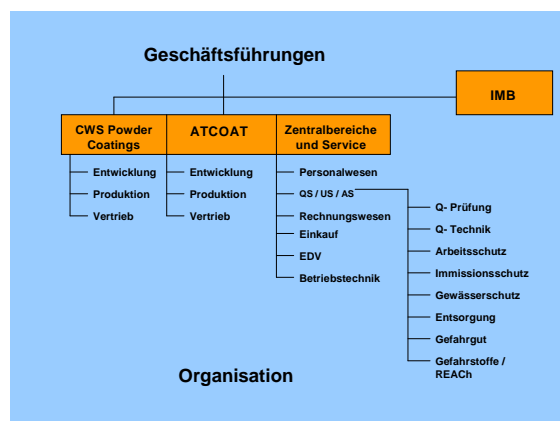 Geschäftsführungen
IMB
CWS Powder
Coatings
ATCOAT
Zentralbereiche
und Service
Entwicklung
Produktion
Vertrieb
Entwicklung
Produktion
Vertrieb
Personalwesen
QS / US / AS
Rechnungswesen
Einkauf
EDV
Betriebstechnik
Q- Prüfung
Q- Technik
Arbeitsschutz
Immissionsschutz
Gewässerschutz
Entsorgung
Gefahrgut
Gefahrstoffe /
REACh
Organisation